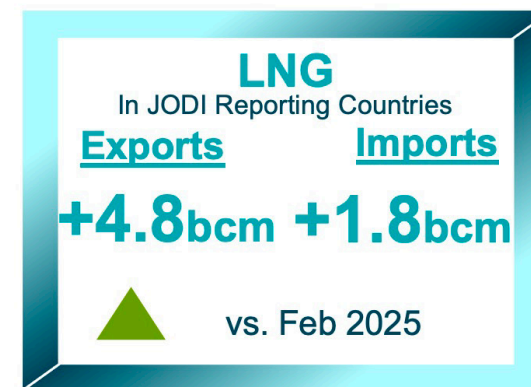 LNG
In JODI Reporting Countries
Exports Imports
+4.8bcm +1.8bcm
vs. Feb 2025